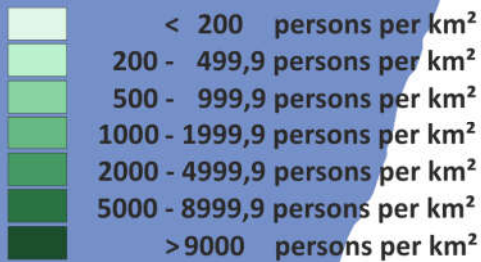 < 200 persons per km²
200 - 499,9 persons per km²
500 - 999,9 persons per km²
1000 - 1999,9 persons per km²
2000 - 4999,9 persons per km²
5000 - 8999,9 persons per km²
>9000 persons per km²